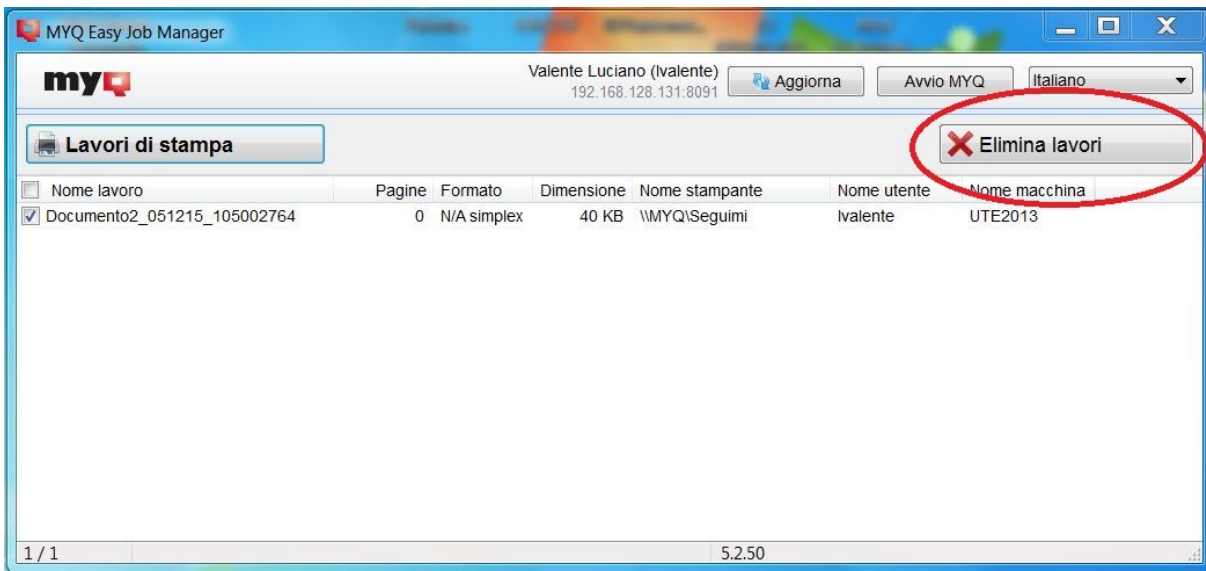 MYQ Easy Job Manager
myQ
Valente Luciano (lvalente)
192.168.128.131:8091
Aggiorna
Avvio MYQ
Italiano
Lavori di stampa
Elimina lavori
Nome lavoro Pagine Formato Dimensione Nome stampante Nome utente Nome macchina
Documento2_051215_105002764 0 N/A simplex 40 KB \\MYQ\Seguimi lvalente UTE2013
1 / 1 5.2.50